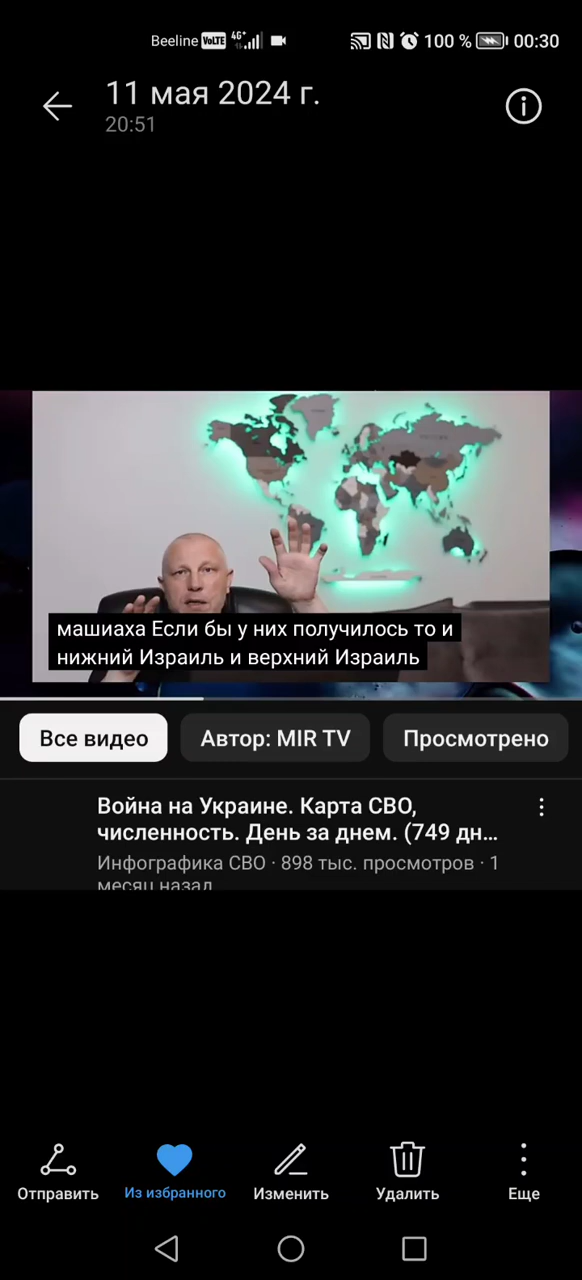 Beeline VoLTE 4G+ 100 % 00:30
11 мая 2024 г.
20:51
машиаха Если бы у них получилось то и
нижний Израиль и верхний Израиль
Все видео Автор: MIR TV Просмотрено
Война на Украине. Карта СВО,
численность. День за днем. (749 дн...
Инфографика СВО · 898 тыс. просмотров · 1
месяц назад
Отправить Из избранного Изменить Удалить Еще